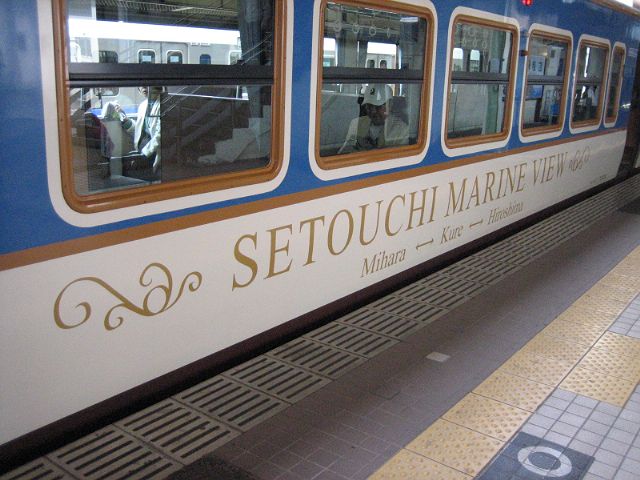 SETOUCHI MARINE VIEW
Mihara ↔ Kure ↔ Hiroshima